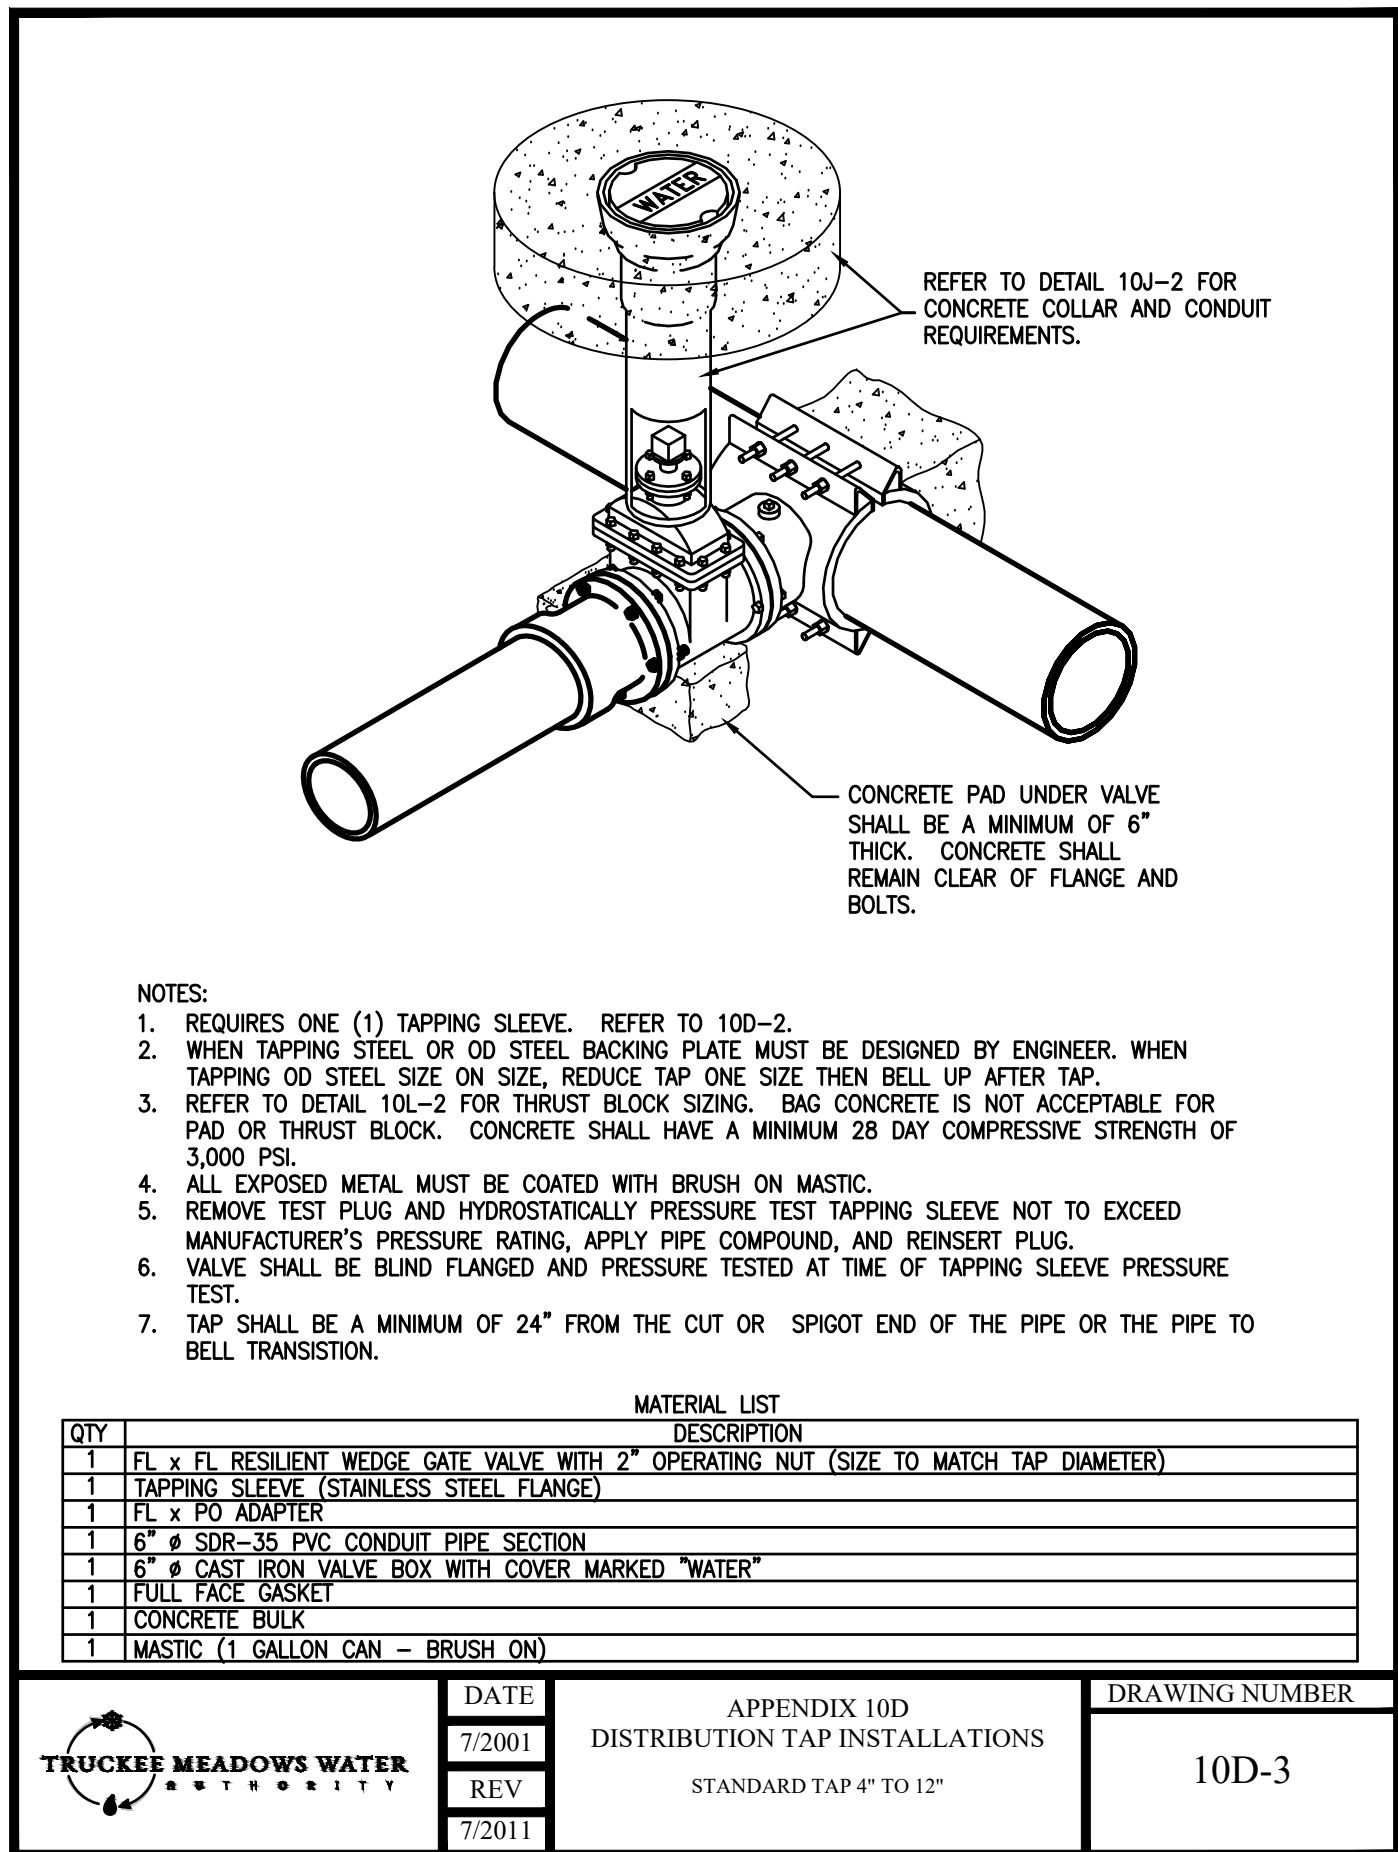 WATER
REFER TO DETAIL 10J-2 FOR
CONCRETE COLLAR AND CONDUIT
REQUIREMENTS.
CONCRETE PAD UNDER VALVE
SHALL BE A MINIMUM OF 6"
THICK. CONCRETE SHALL
REMAIN CLEAR OF FLANGE AND
BOLTS.
NOTES:
1. REQUIRES ONE (1) TAPPING SLEEVE. REFER TO 10D-2.
2. WHEN TAPPING STEEL OR OD STEEL BACKING PLATE MUST BE DESIGNED BY ENGINEER. WHEN
TAPPING OD STEEL SIZE ON SIZE, REDUCE TAP ONE SIZE THEN BELL UP AFTER TAP.
3. REFER TO DETAIL 10L-2 FOR THRUST BLOCK SIZING. BAG CONCRETE IS NOT ACCEPTABLE FOR
PAD OR THRUST BLOCK. CONCRETE SHALL HAVE A MINIMUM 28 DAY COMPRESSIVE STRENGTH OF
3,000 PSI.
4. ALL EXPOSED METAL MUST BE COATED WITH BRUSH ON MASTIC.
5. REMOVE TEST PLUG AND HYDROSTATICALLY PRESSURE TEST TAPPING SLEEVE NOT TO EXCEED
MANUFACTURER'S PRESSURE RATING, APPLY PIPE COMPOUND, AND REINSERT PLUG.
6. VALVE SHALL BE BLIND FLANGED AND PRESSURE TESTED AT TIME OF TAPPING SLEEVE PRESSURE
TEST.
7. TAP SHALL BE A MINIMUM OF 24" FROM THE CUT OR SPIGOT END OF THE PIPE OR THE PIPE TO
BELL TRANSISTION.
MATERIAL LIST
QTY DESCRIPTION
1 FL x FL RESILIENT WEDGE GATE VALVE WITH 2" OPERATING NUT (SIZE TO MATCH TAP DIAMETER)
1 TAPPING SLEEVE (STAINLESS STEEL FLANGE)
1 FL x PO ADAPTER
1 6" ø SDR-35 PVC CONDUIT PIPE SECTION
1 6" ø CAST IRON VALVE BOX WITH COVER MARKED "WATER"
1 FULL FACE GASKET
1 CONCRETE BULK
1 MASTIC (1 GALLON CAN - BRUSH ON)
TRUCKEE MEADOWS WATER
AUTHORITY
DATE
7/2001
REV
7/2011
APPENDIX 10D
DISTRIBUTION TAP INSTALLATIONS
STANDARD TAP 4" TO 12"
DRAWING NUMBER
10D-3